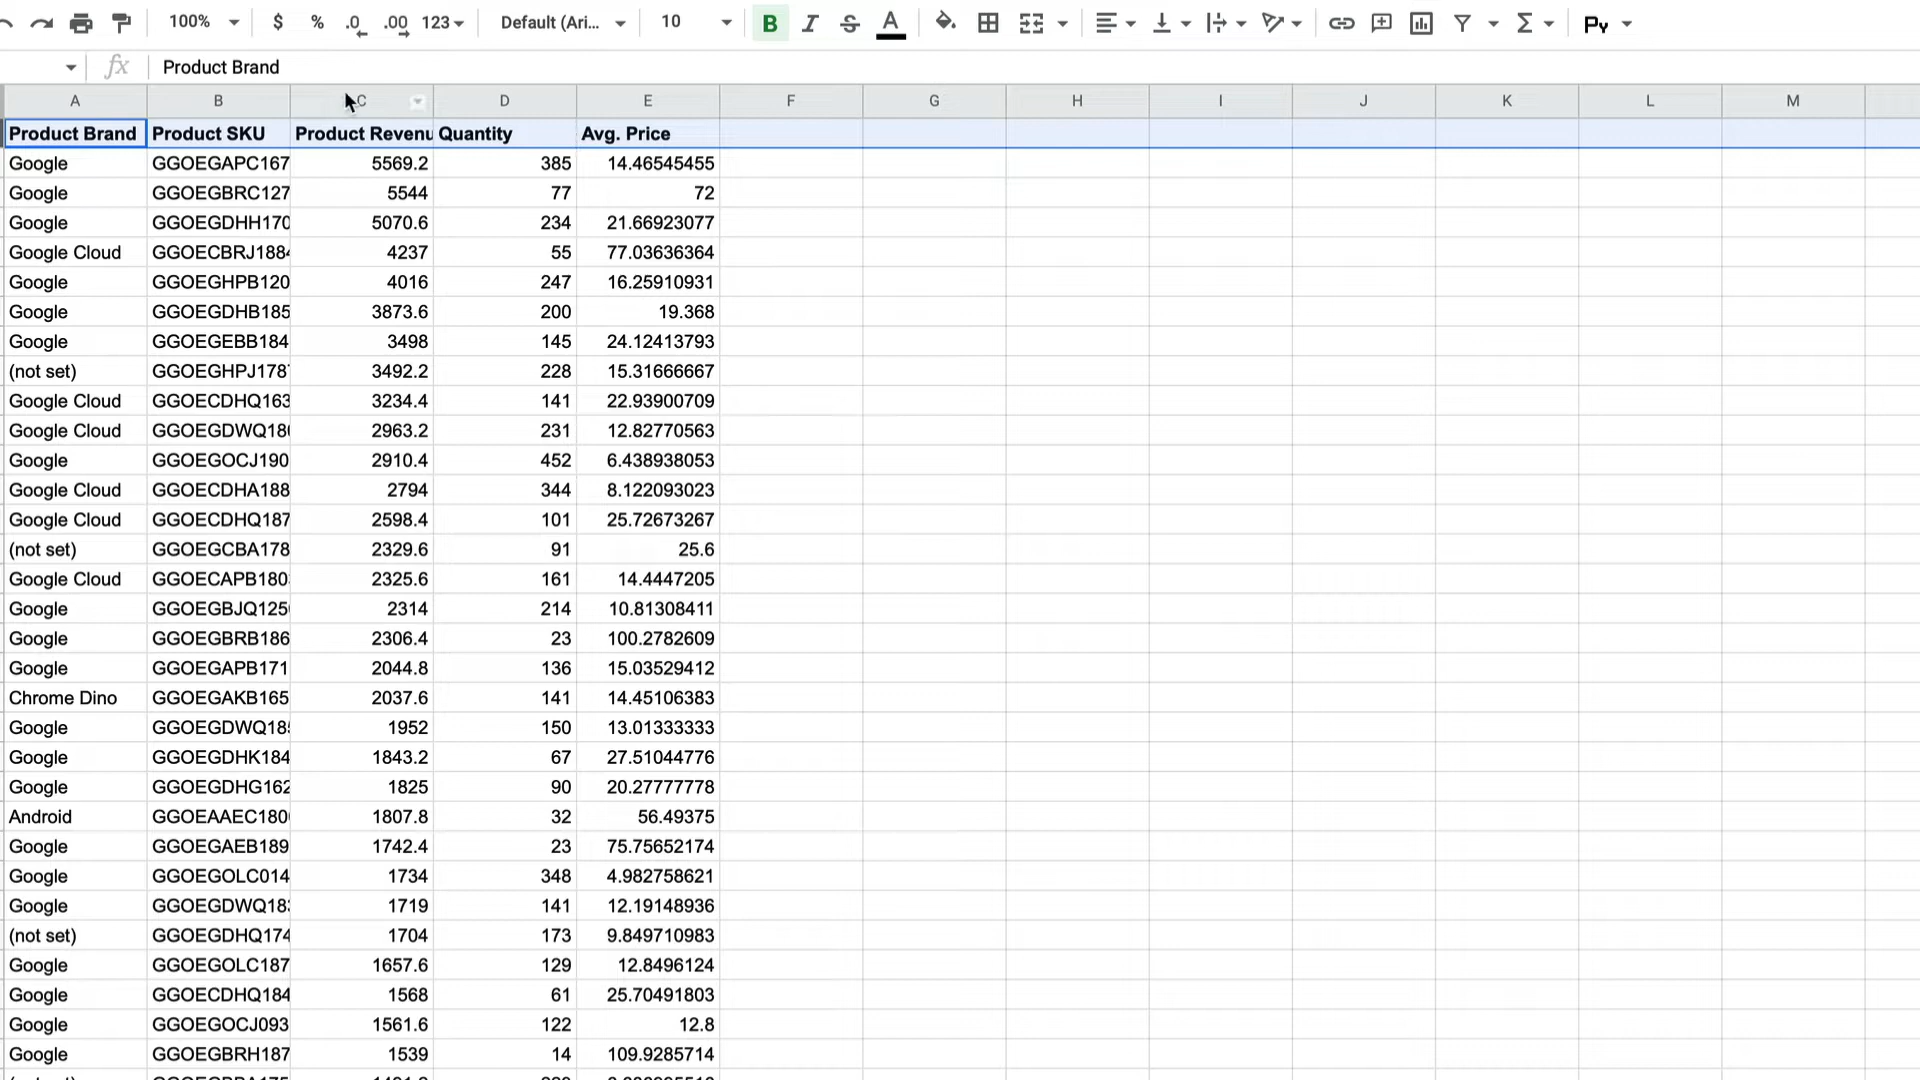 100% $ % .0 .00 123 Default (Ari... 10 B I S A Σ Py
fx Product Brand
A B C D E F G H I J K L M
Product Brand Product SKU Product Revenu Quantity Avg. Price
Google GGOEGAPC167 5569.2 385 14.46545455
Google GGOEGBRC127 5544 77 72
Google GGOEGDHH170 5070.6 234 21.66923077
Google Cloud GGOECBRJ1884 4237 55 77.03636364
Google GGOEGHPB120 4016 247 16.25910931
Google GGOEGDHB185 3873.6 200 19.368
Google GGOEGEBB184 3498 145 24.12413793
(not set) GGOEGHPJ178 3492.2 228 15.31666667
Google Cloud GGOECDHQ163 3234.4 141 22.93900709
Google Cloud GGOEGDWQ18 2963.2 231 12.82770563
Google GGOEGOCJ190 2910.4 452 6.438938053
Google Cloud GGOECDHA188 2794 344 8.122093023
Google Cloud GGOECDHQ187 2598.4 101 25.72673267
(not set) GGOEGCBA178 2329.6 91 25.6
Google Cloud GGOECAPB180 2325.6 161 14.4447205
Google GGOEGBJQ125 2314 214 10.81308411
Google GGOEGBRB186 2306.4 23 100.2782609
Google GGOEGAPB171 2044.8 136 15.03529412
Chrome Dino GGOEGAKB165 2037.6 141 14.45106383
Google GGOEGDWQ18 1952 150 13.01333333
Google GGOEGDHK184 1843.2 67 27.51044776
Google GGOEGDHG162 1825 90 20.27777778
Android GGOEAAEC180 1807.8 32 56.49375
Google GGOEGAEB189 1742.4 23 75.75652174
Google GGOEGOLC014 1734 348 4.982758621
Google GGOEGDWQ18 1719 141 12.19148936
(not set) GGOEGDHQ174 1704 173 9.849710983
Google GGOEGOLC187 1657.6 129 12.8496124
Google GGOECDHQ184 1568 61 25.70491803
Google GGOEGOCJ093 1561.6 122 12.8
Google GGOEGBRH187 1539 14 109.9285714